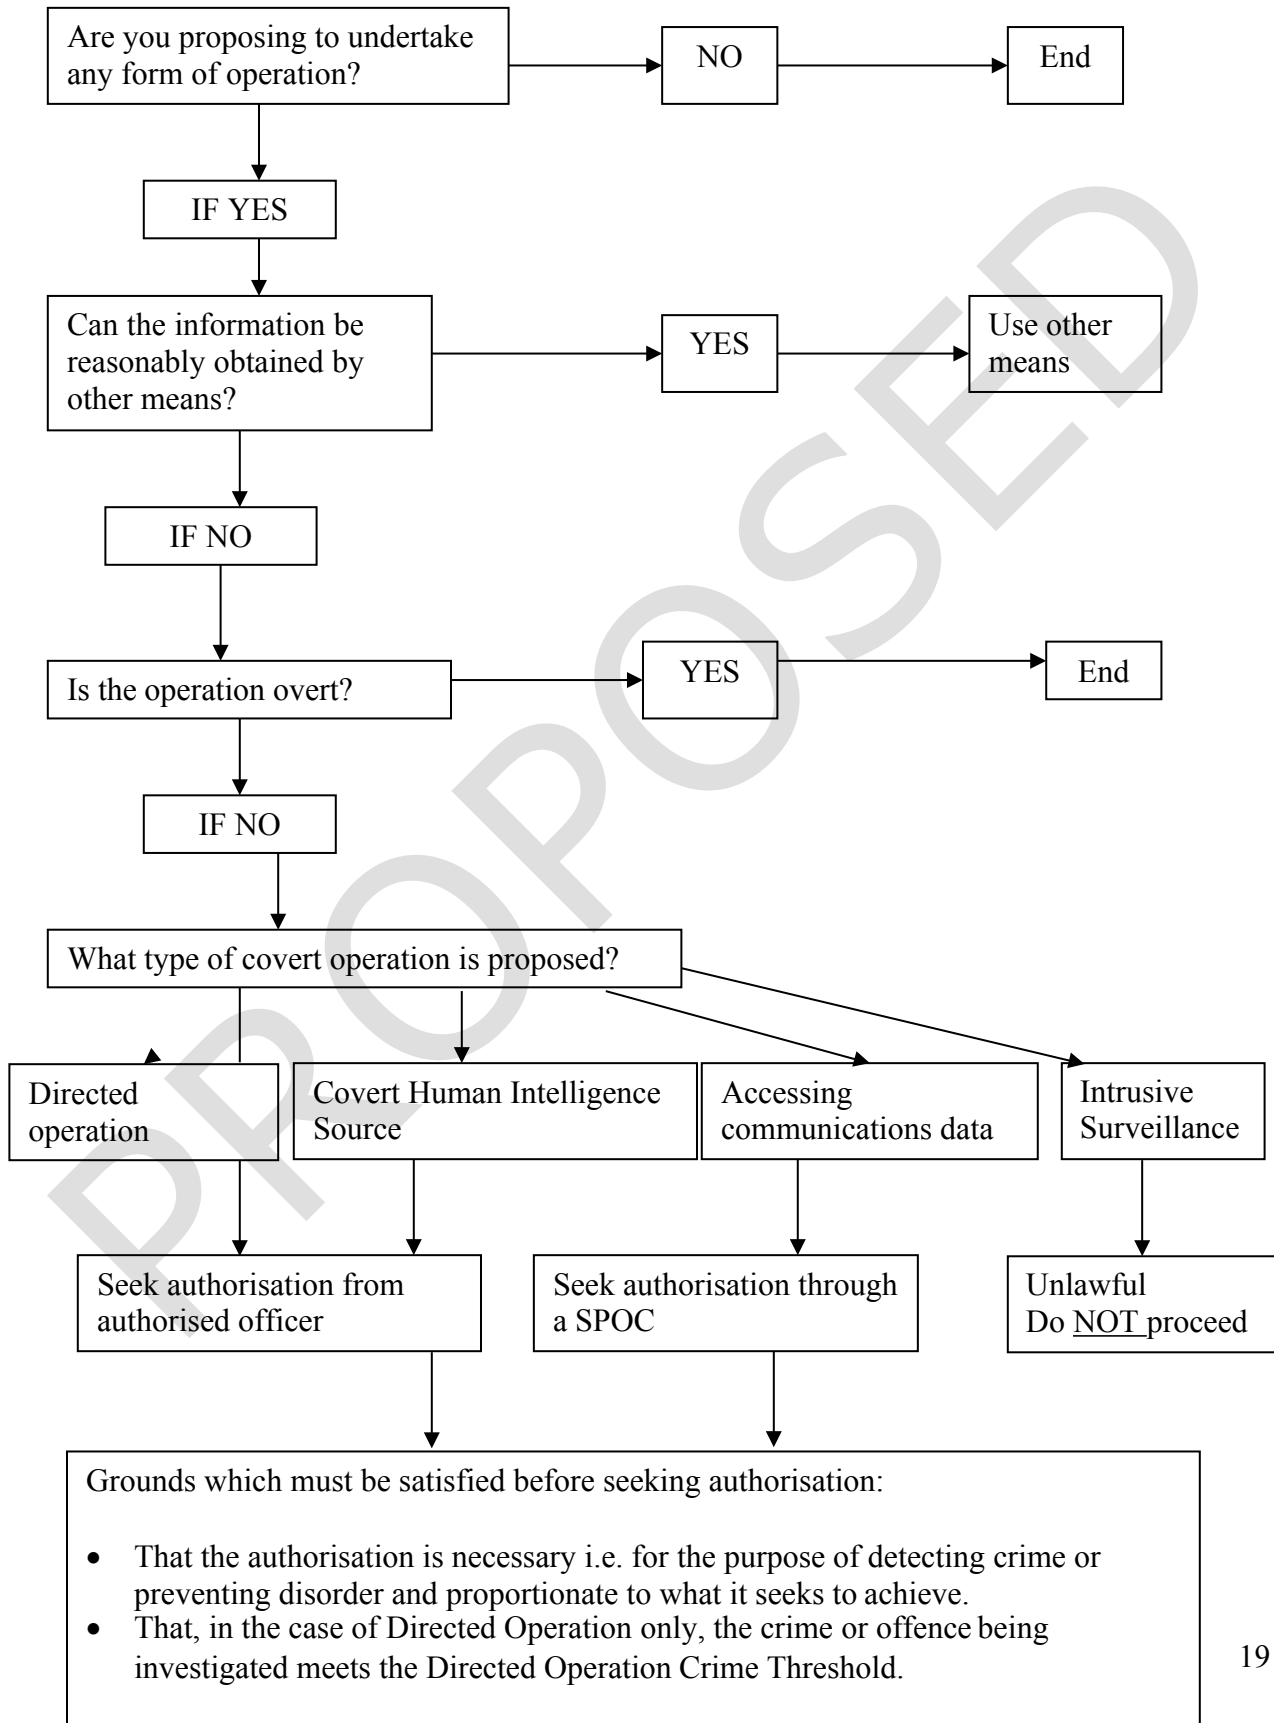 Are you proposing to undertake
any form of operation?
NO
End
IF YES
Can the information be
reasonably obtained by
other means?
YES
Use other
means
IF NO
Is the operation overt?
YES
End
IF NO
What type of covert operation is proposed?
Directed
operation
Covert Human Intelligence
Source
Accessing
communications data
Intrusive
Surveillance
Seek authorisation from
authorised officer
Seek authorisation through
a SPOC
Unlawful
Do NOT proceed
Grounds which must be satisfied before seeking authorisation:
• That the authorisation is necessary i.e. for the purpose of detecting crime or
preventing disorder and proportionate to what it seeks to achieve.
• That, in the case of Directed Operation only, the crime or offence being
investigated meets the Directed Operation Crime Threshold.
19
PROPOSED